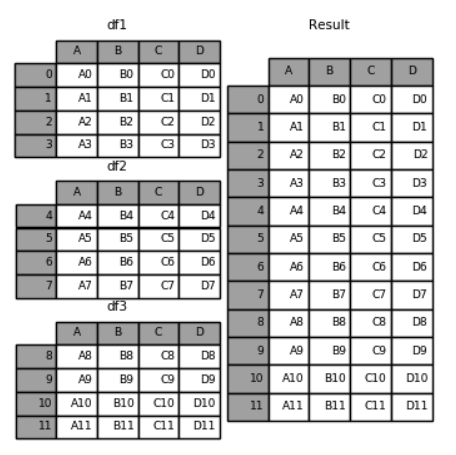 df1
A B C D
0 A0 B0 C0 D0
1 A1 B1 C1 D1
2 A2 B2 C2 D2
3 A3 B3 C3 D3
df2
A B C D
4 A4 B4 C4 D4
5 A5 B5 C5 D5
6 A6 B6 C6 D6
7 A7 B7 C7 D7
df3
A B C D
8 A8 B8 C8 D8
9 A9 B9 C9 D9
10 A10 B10 C10 D10
11 A11 B11 C11 D11
Result
A B C D
0 A0 B0 C0 D0
1 A1 B1 C1 D1
2 A2 B2 C2 D2
3 A3 B3 C3 D3
4 A4 B4 C4 D4
5 A5 B5 C5 D5
6 A6 B6 C6 D6
7 A7 B7 C7 D7
8 A8 B8 C8 D8
9 A9 B9 C9 D9
10 A10 B10 C10 D10
11 A11 B11 C11 D11